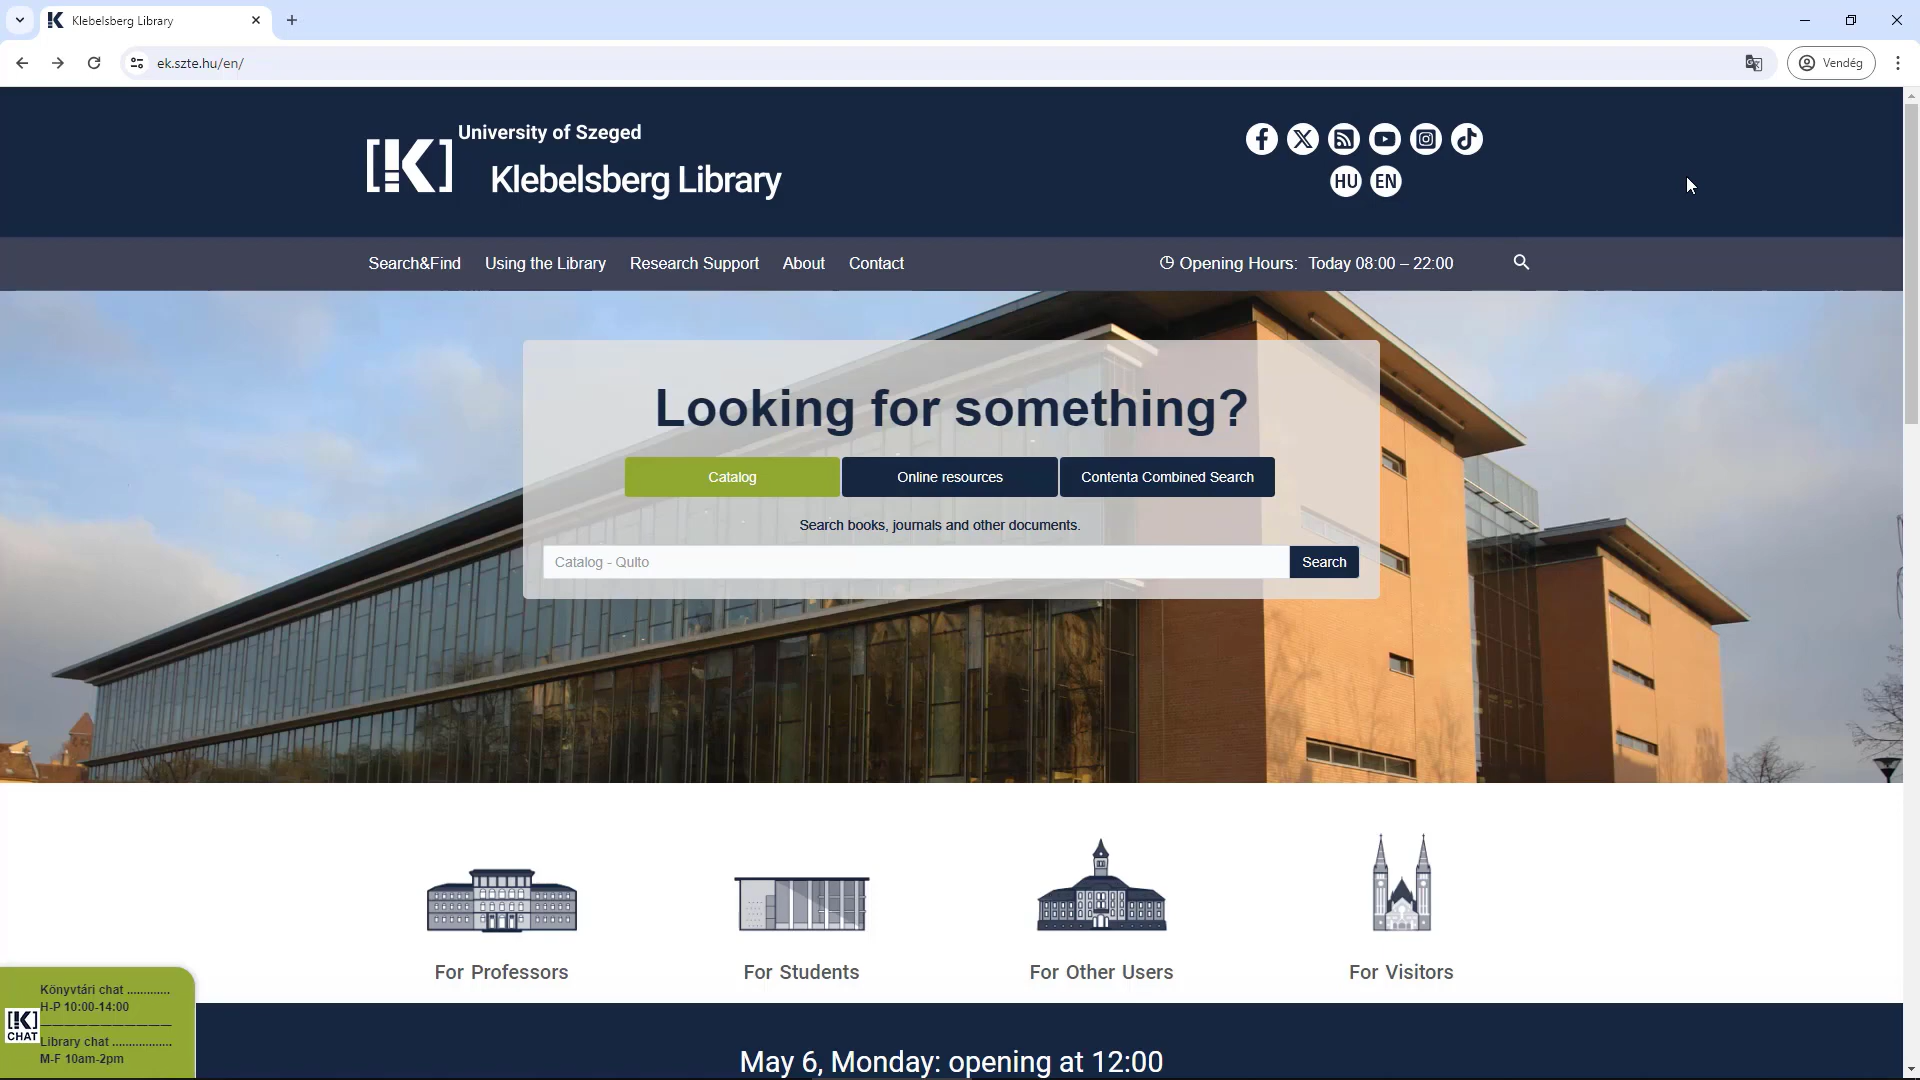 Klebelsberg Library
ek.szte.hu/en/
Vendég
University of Szeged
[K]
Klebelsberg Library
HU EN
Search&Find Using the Library Research Support About Contact
Opening Hours: Today 08:00 – 22:00
Looking for something?
Catalog Online resources Contenta Combined Search
Search books, journals and other documents.
Catalog - Qulto
Search
For Professors For Students For Other Users For Visitors
Könyvtári chat .............
H-P 10:00-14:00
———————————
[K]
CHAT
Library chat ..................
M-F 10am-2pm
May 6, Monday: opening at 12:00